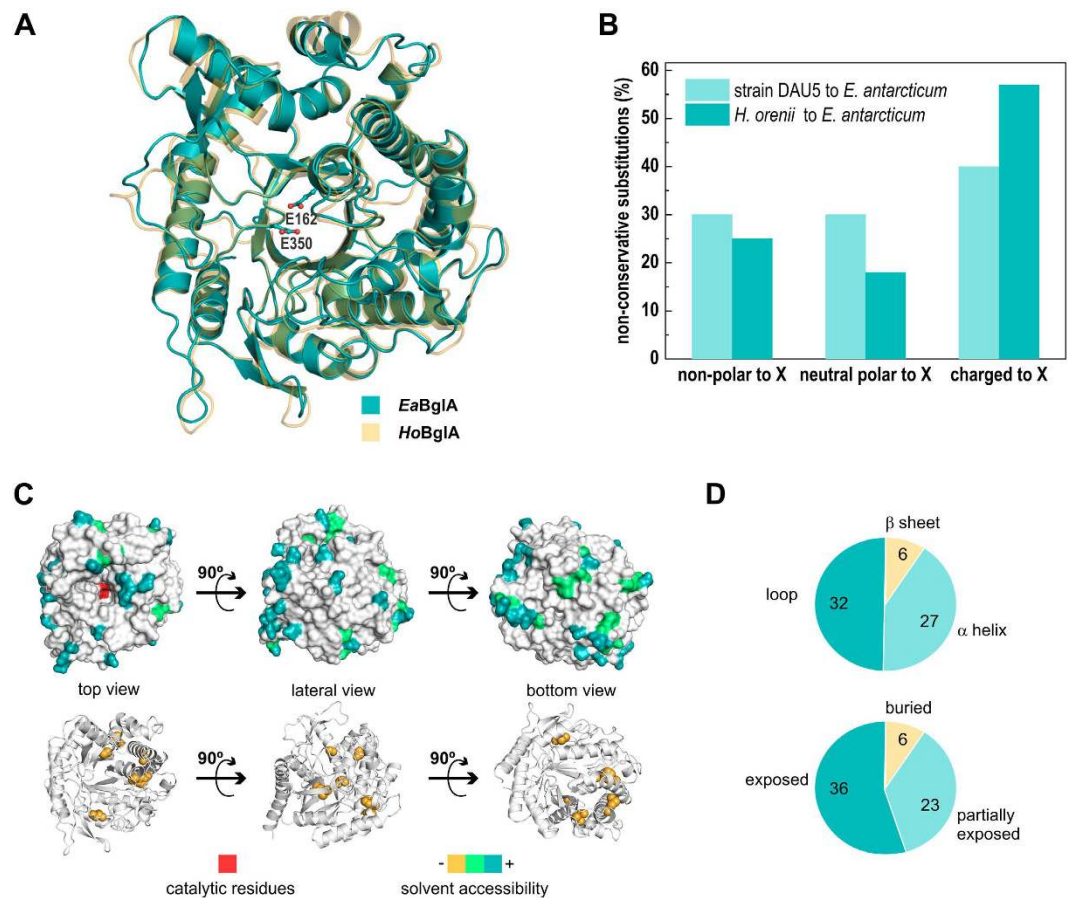 A
E162
E350
EaBglA
HoBglA
B
non-conservative substitutions (%)
60
50
40
30
20
10
0
strain DAU5 to E. antarcticum
H. orenii to E. antarcticum
non-polar to X
neutral polar to X
charged to X
C
90º
90º
top view
lateral view
bottom view
90º
90º
catalytic residues
- +
solvent accessibility
D
β sheet
6
loop
32
27
α helix
buried
6
exposed
36
23
partially
exposed